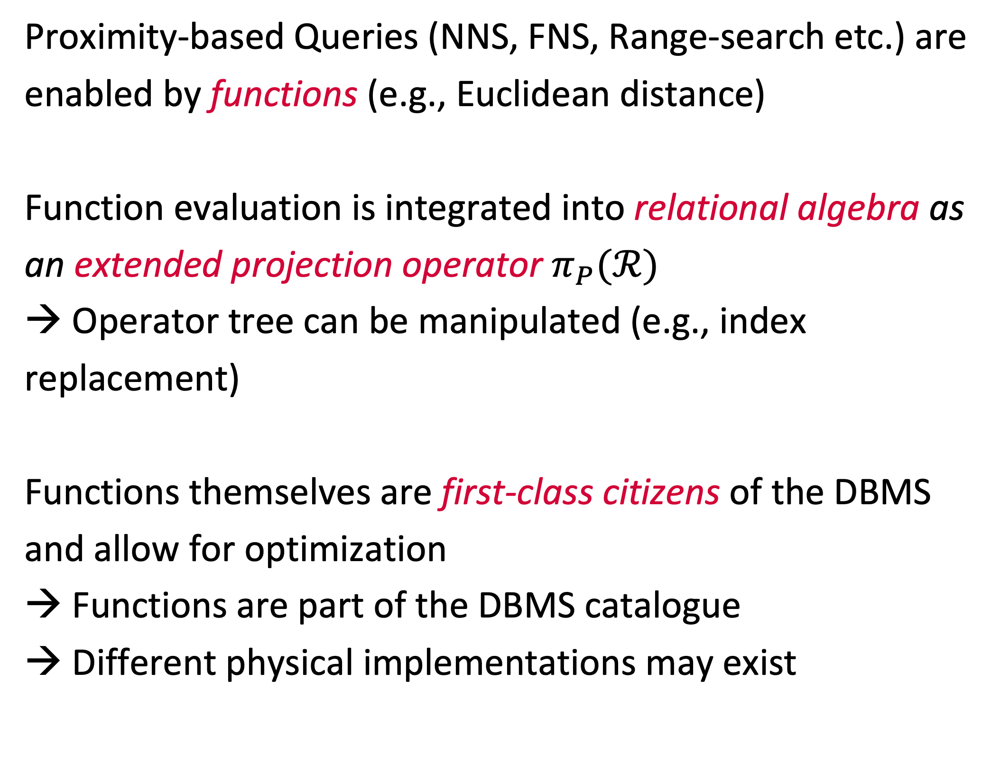 Proximity-based Queries (NNS, FNS, Range-search etc.) are
enabled by functions (e.g., Euclidean distance)
Function evaluation is integrated into relational algebra as
an extended projection operator π_P(ℛ)
→ Operator tree can be manipulated (e.g., index
replacement)
Functions themselves are first-class citizens of the DBMS
and allow for optimization
→ Functions are part of the DBMS catalogue
→ Different physical implementations may exist